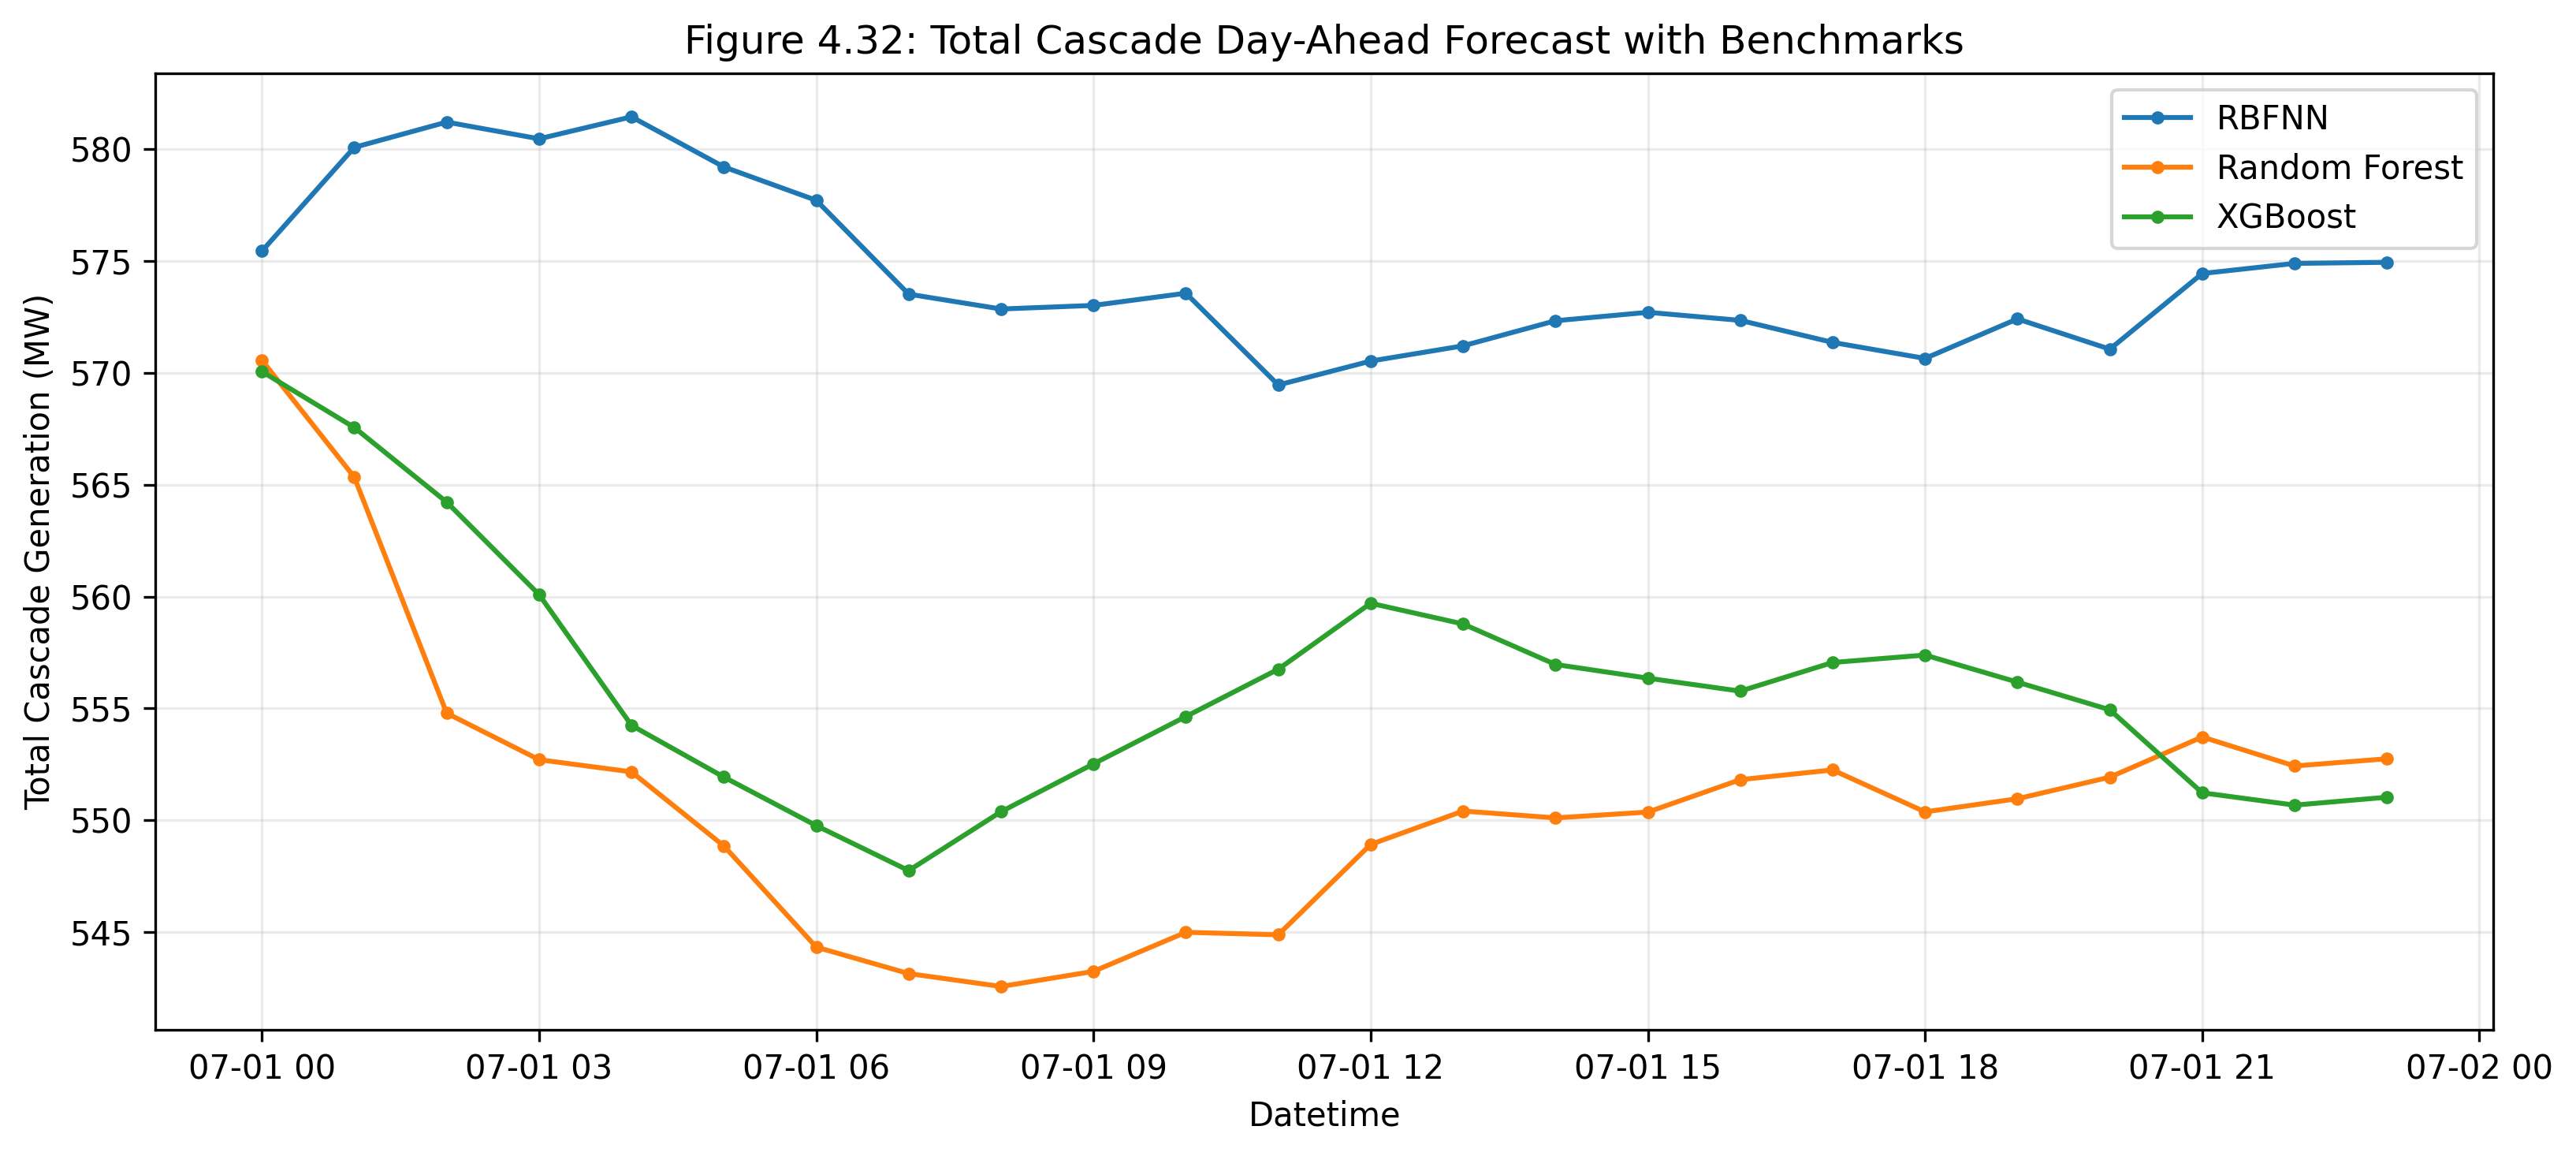 Figure 4.32: Total Cascade Day-Ahead Forecast with Benchmarks
RBFNN
Random Forest
XGBoost
Total Cascade Generation (MW)
580
575
570
565
560
555
550
545
07-01 00
07-01 03
07-01 06
07-01 09
07-01 12
07-01 15
07-01 18
07-01 21
07-02 00
Datetime